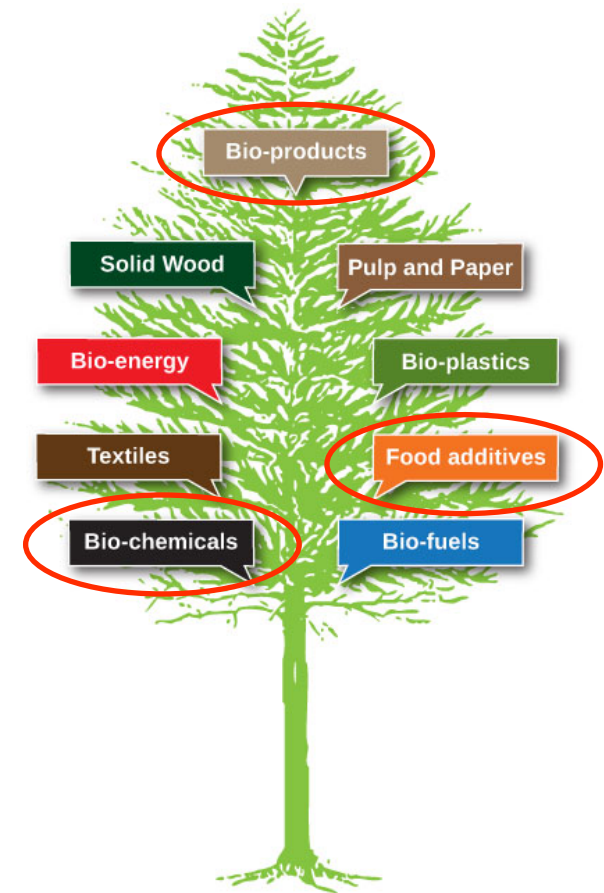 Bio-products
Solid Wood
Pulp and Paper
Bio-energy
Bio-plastics
Textiles
Food additives
Bio-chemicals
Bio-fuels